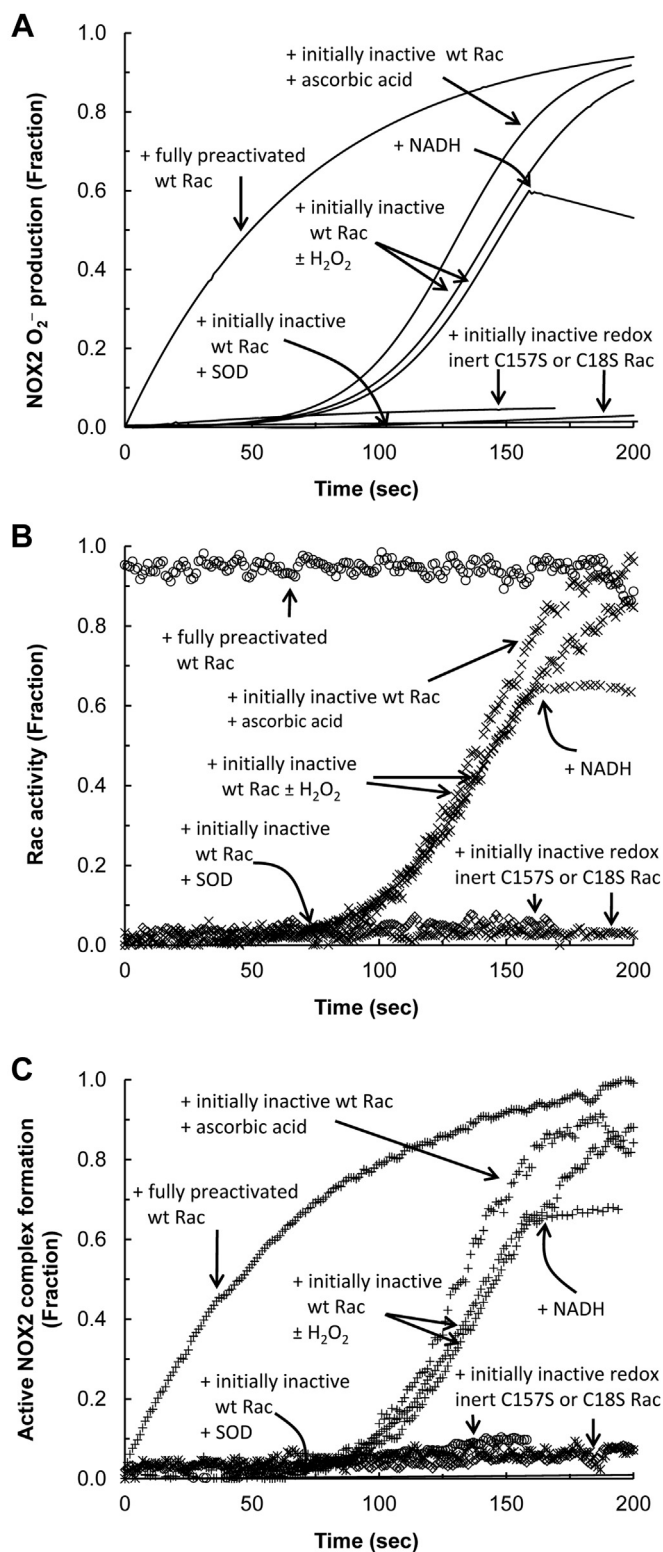 A
NOX2 O₂⁻ production (Fraction)
1.0
0.8
0.6
0.4
0.2
0.0
+ initially inactive wt Rac
+ ascorbic acid
+ NADH
+ fully preactivated
wt Rac
+ initially inactive
wt Rac
± H₂O₂
+ initially inactive
wt Rac
+ SOD
+ initially inactive redox
inert C157S or C18S Rac
0 50 100 150 200
Time (sec)
B
Rac activity (Fraction)
1.0
0.8
0.6
0.4
0.2
0.0
+ fully preactivated
wt Rac
+ initially inactive wt Rac
+ ascorbic acid
+ NADH
+ initially inactive
wt Rac ± H₂O₂
+ initially inactive
wt Rac
+ SOD
+ initially inactive redox
inert C157S or C18S Rac
0 50 100 150 200
Time (sec)
C
Active NOX2 complex formation
(Fraction)
1.0
0.8
0.6
0.4
0.2
0.0
+ initially inactive wt Rac
+ ascorbic acid
+ fully preactivated
wt Rac
+ initially inactive
wt Rac
± H₂O₂
+ NADH
+ initially inactive
wt Rac
+ SOD
+ initially inactive redox
inert C157S or C18S Rac
0 50 100 150 200
Time (sec)